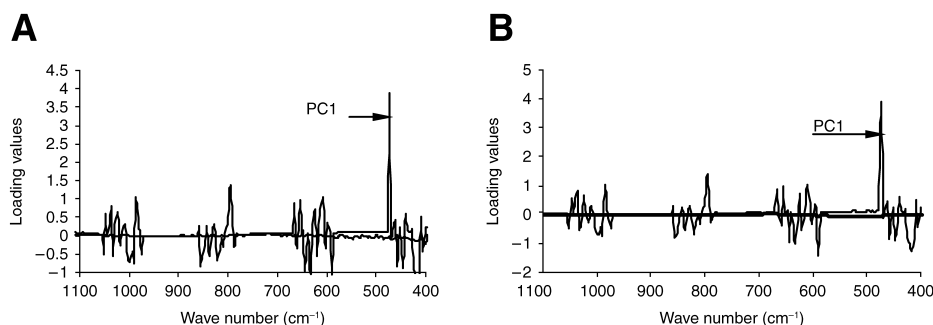 A
4.5
4
3.5
3
2.5
2
1.5
1
0.5
0
−0.5
−1
Loading values
PC1
1100 1000 900 800 700 600 500 400
Wave number (cm⁻¹)
B
5
4
3
2
1
0
−1
−2
Loading values
PC1
1100 1000 900 800 700 600 500 400
Wave number (cm⁻¹)